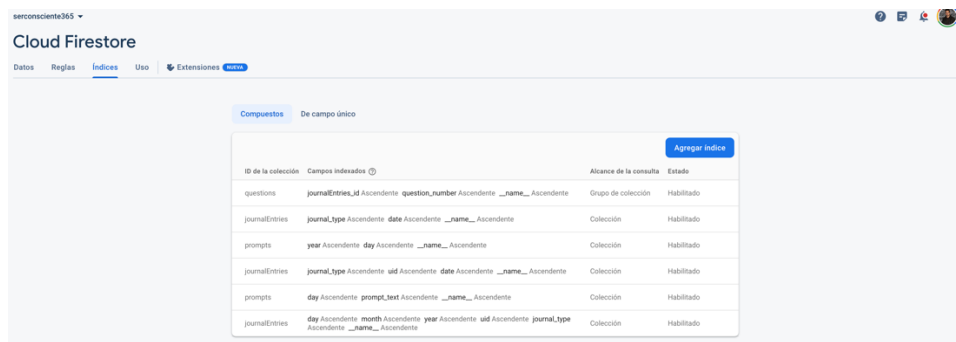 serconsciente365
Cloud Firestore
Datos Reglas Índices Uso Extensiones NUEVA
Compuestos De campo único
Agregar índice
ID de la colección Campos indexados Alcance de la consulta Estado
questions journalEntries_id Ascendente question_number Ascendente __name__ Ascendente Grupo de colección Habilitado
journalEntries journal_type Ascendente date Ascendente __name__ Ascendente Colección Habilitado
prompts year Ascendente day Ascendente __name__ Ascendente Colección Habilitado
journalEntries journal_type Ascendente uid Ascendente date Ascendente __name__ Ascendente Colección Habilitado
prompts day Ascendente prompt_text Ascendente __name__ Ascendente Colección Habilitado
journalEntries day Ascendente month Ascendente year Ascendente uid Ascendente journal_type
Ascendente __name__ Ascendente Colección Habilitado